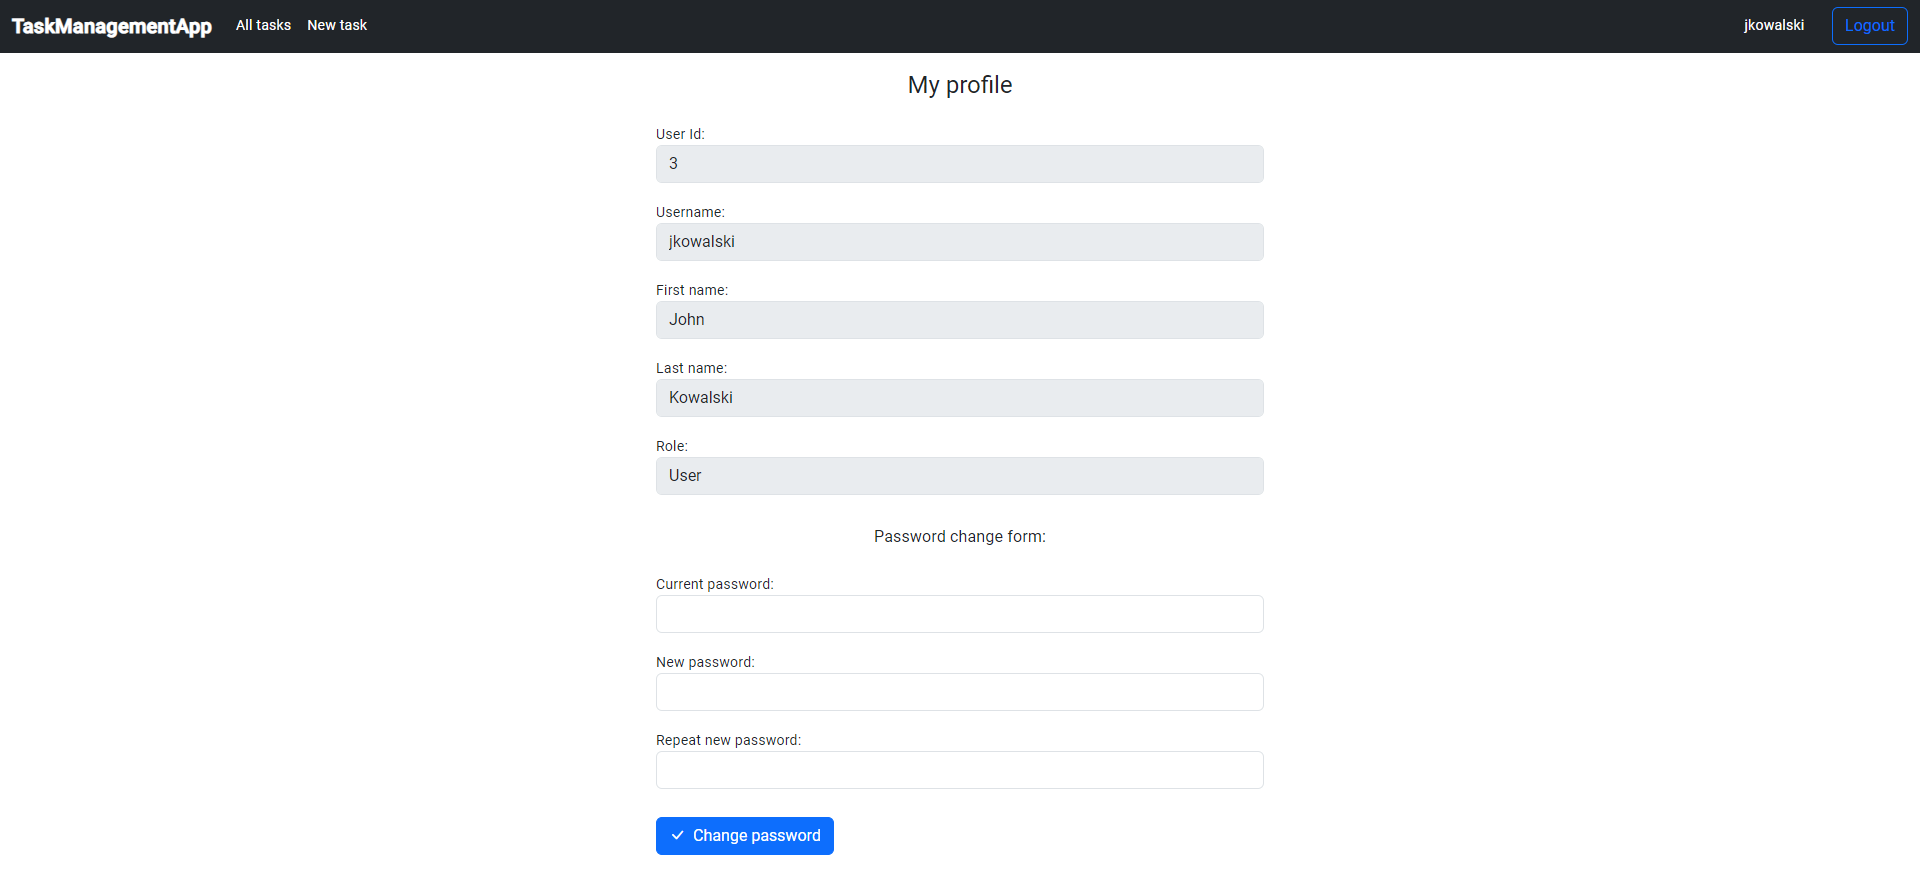 TaskManagementApp All tasks New task jkowalski Logout
My profile
User Id:
3
Username:
jkowalski
First name:
John
Last name:
Kowalski
Role:
User
Password change form:
Current password:
New password:
Repeat new password:
Change password